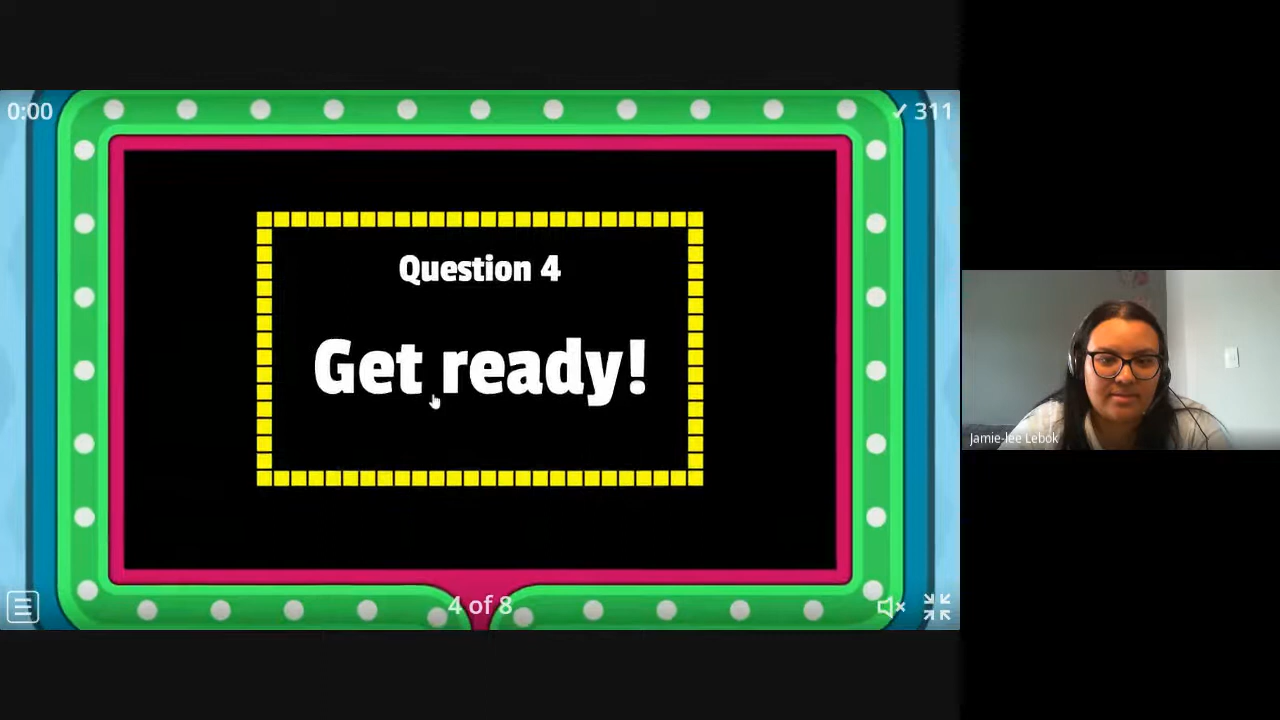 0:00
✓ 311
Question 4
Get ready!
4 of 8
Jamie-lee Lebok